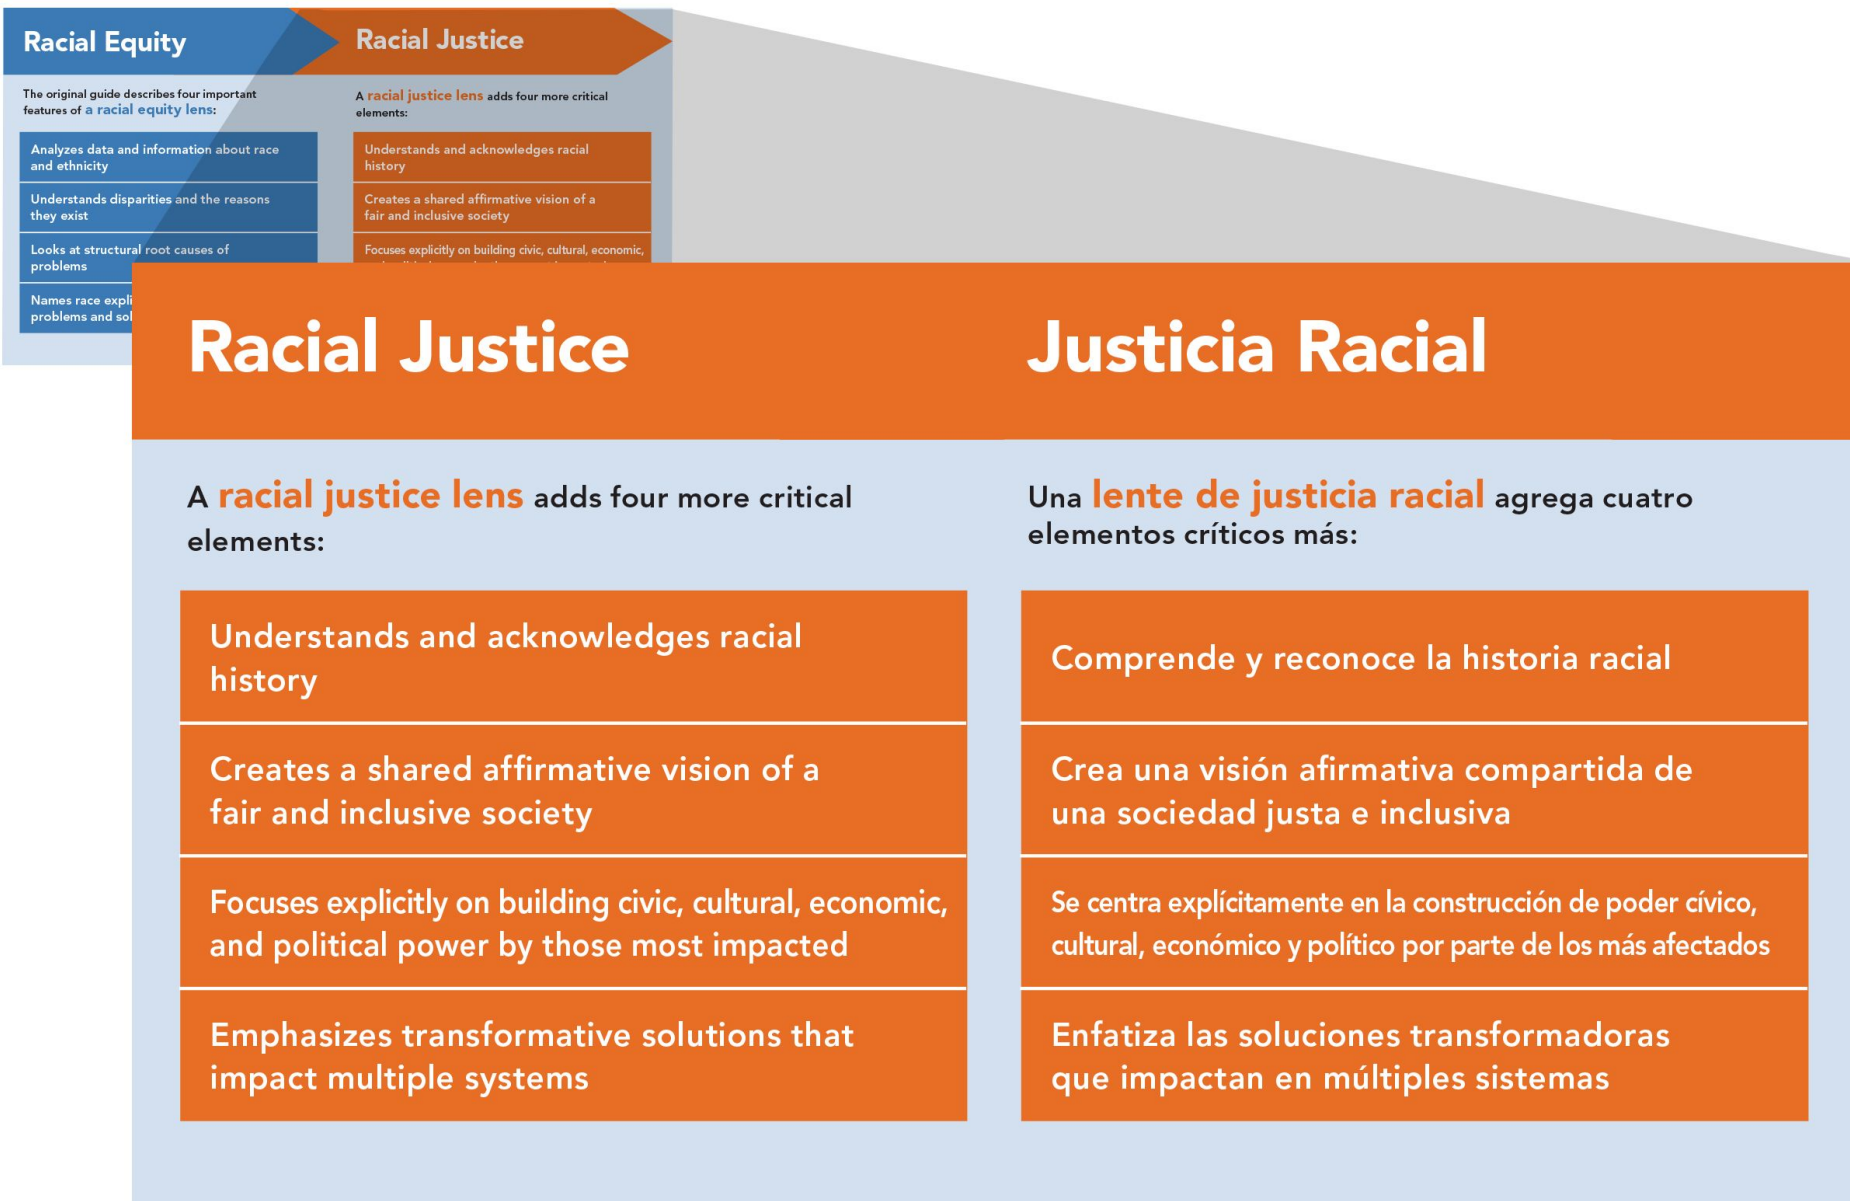 Racial Equity
The original guide describes four important
features of a racial equity lens:
Analyzes data and information about race
and ethnicity
Understands disparities and the reasons
they exist
Looks at structural root causes of
problems
Names race expli
problems and sol
Racial Justice
A racial justice lens adds four more critical
elements:
Understands and acknowledges racial
history
Creates a shared affirmative vision of a
fair and inclusive society
Focuses explicitly on building civic, cultural, economic,
Racial Justice
A racial justice lens adds four more critical
elements:
Understands and acknowledges racial
history
Creates a shared affirmative vision of a
fair and inclusive society
Focuses explicitly on building civic, cultural, economic,
and political power by those most impacted
Emphasizes transformative solutions that
impact multiple systems
Justicia Racial
Una lente de justicia racial agrega cuatro
elementos críticos más:
Comprende y reconoce la historia racial
Crea una visión afirmativa compartida de
una sociedad justa e inclusiva
Se centra explícitamente en la construcción de poder cívico,
cultural, económico y político por parte de los más afectados
Enfatiza las soluciones transformadoras
que impactan en múltiples sistemas